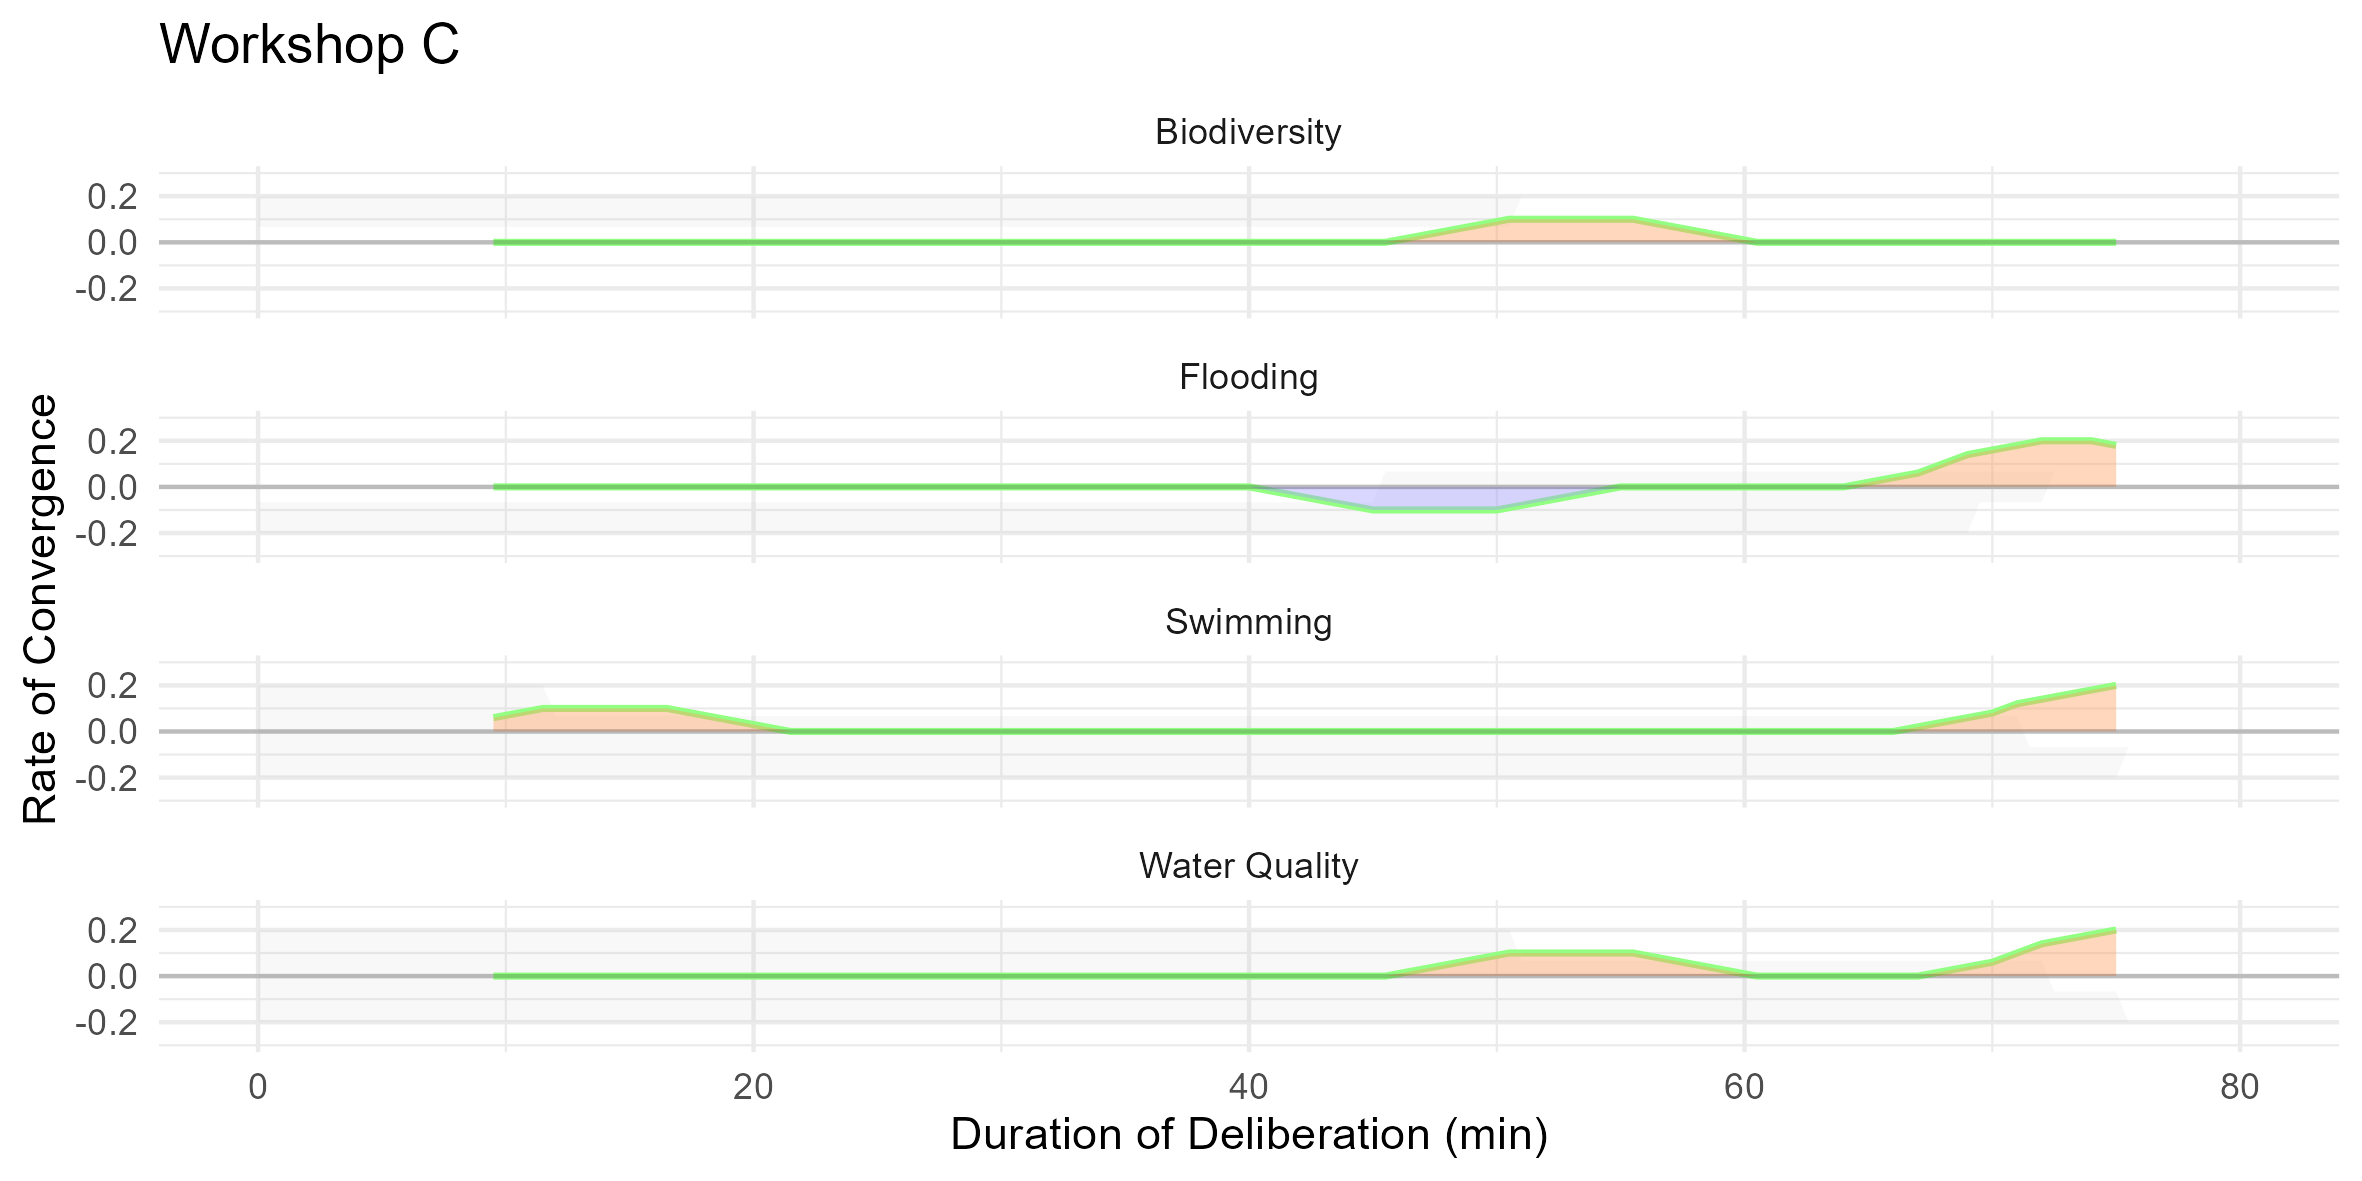 Workshop C
Biodiversity
0.2
0.0
-0.2
Flooding
0.2
0.0
-0.2
Swimming
0.2
0.0
-0.2
Water Quality
0.2
0.0
-0.2
0 20 40 60 80
Duration of Deliberation (min)
Rate of Convergence